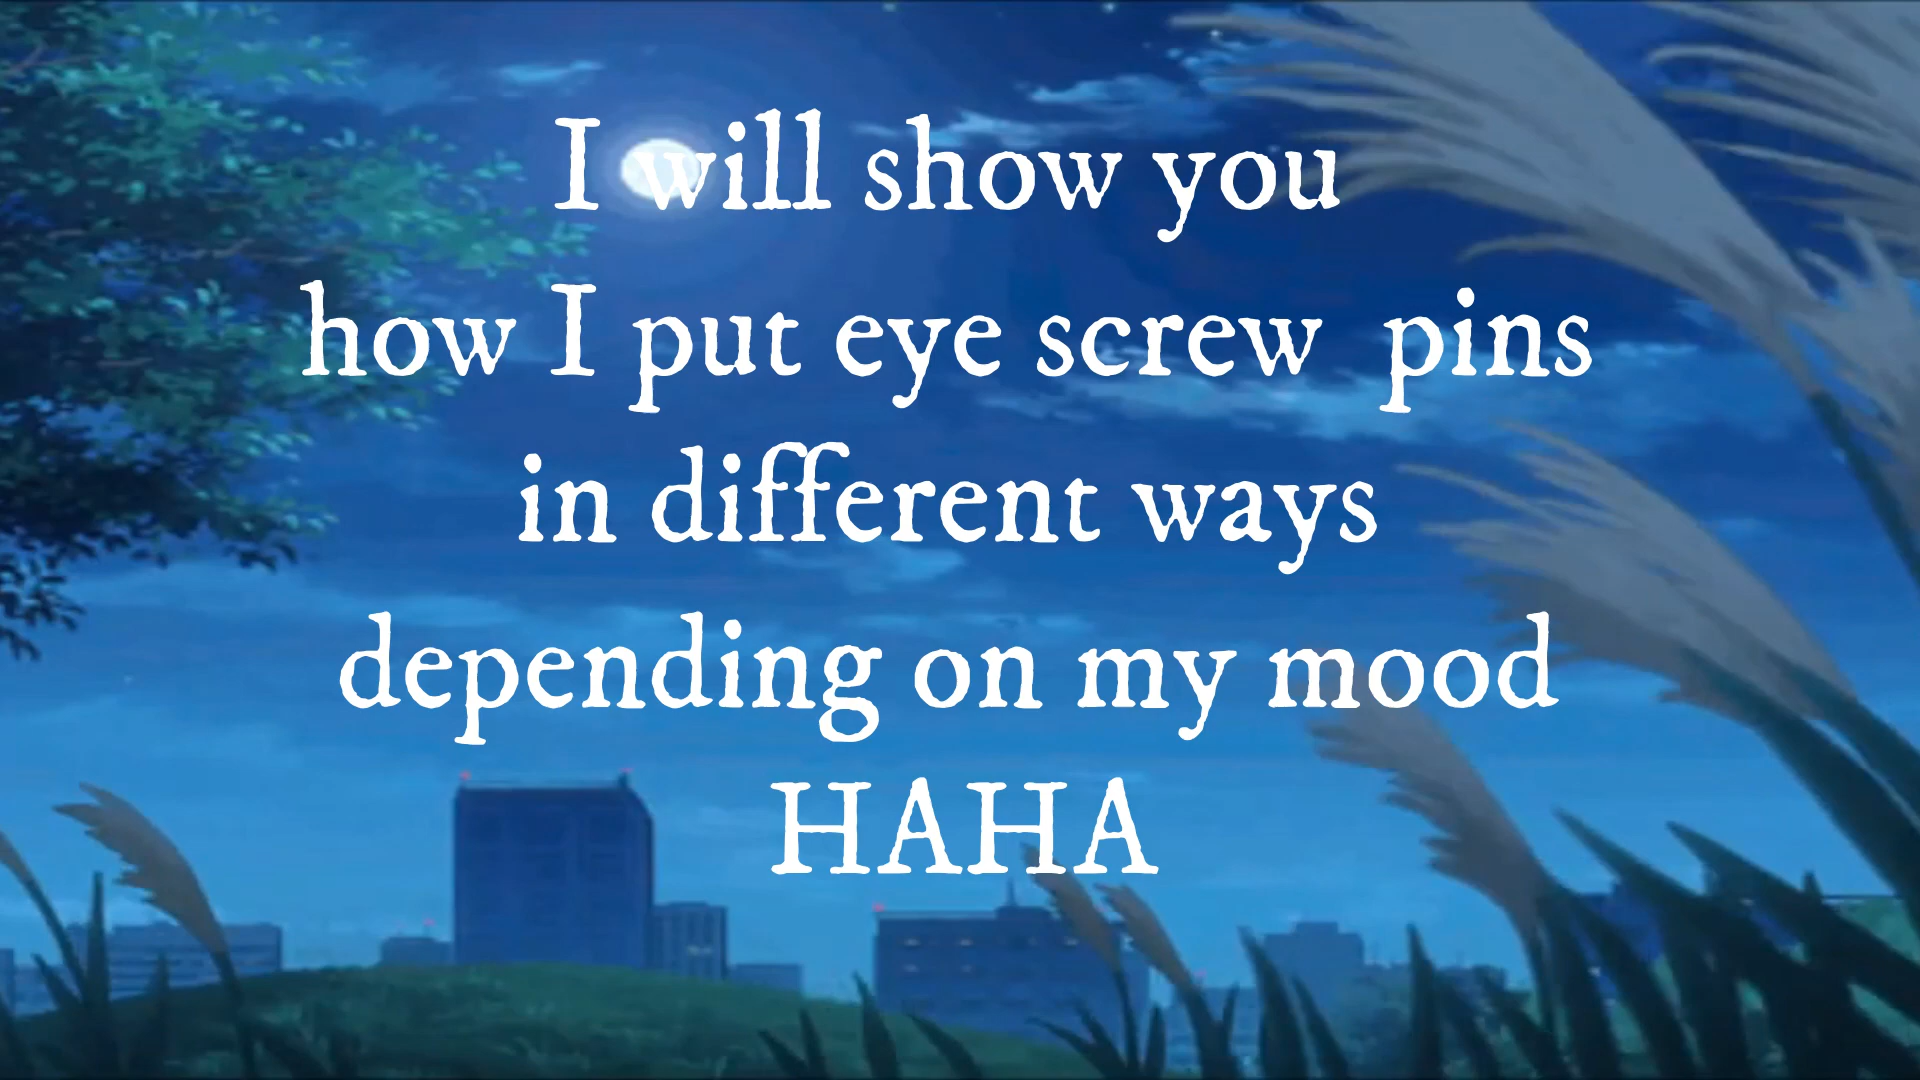 I will show you
how I put eye screw  pins
in different ways
depending on my mood
HAHA